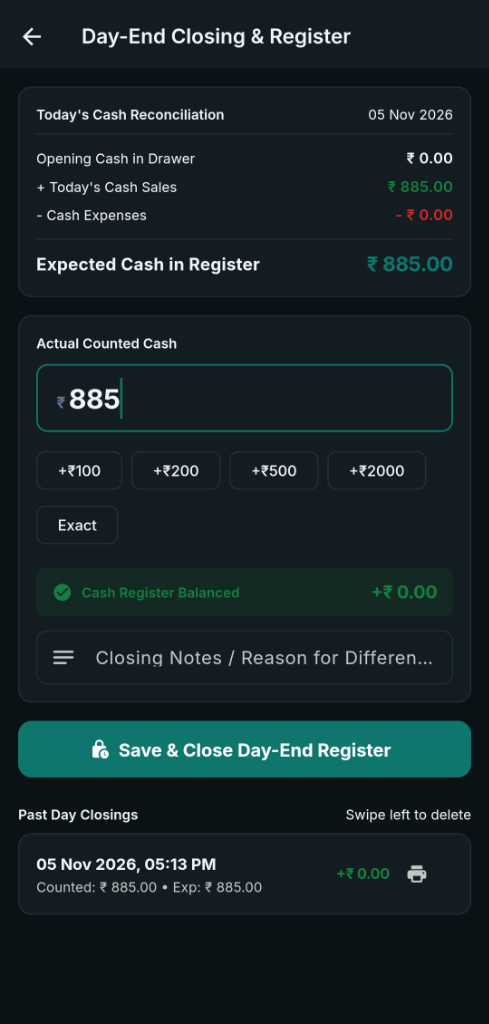 Day-End Closing & Register
Today's Cash Reconciliation 05 Nov 2026
Opening Cash in Drawer ₹ 0.00
+ Today's Cash Sales ₹ 885.00
- Cash Expenses - ₹ 0.00
Expected Cash in Register ₹ 885.00
Actual Counted Cash
₹ 885
+₹100 +₹200 +₹500 +₹2000
Exact
Cash Register Balanced +₹ 0.00
Closing Notes / Reason for Differen...
Save & Close Day-End Register
Past Day Closings Swipe left to delete
05 Nov 2026, 05:13 PM
+₹ 0.00
Counted: ₹ 885.00 • Exp: ₹ 885.00